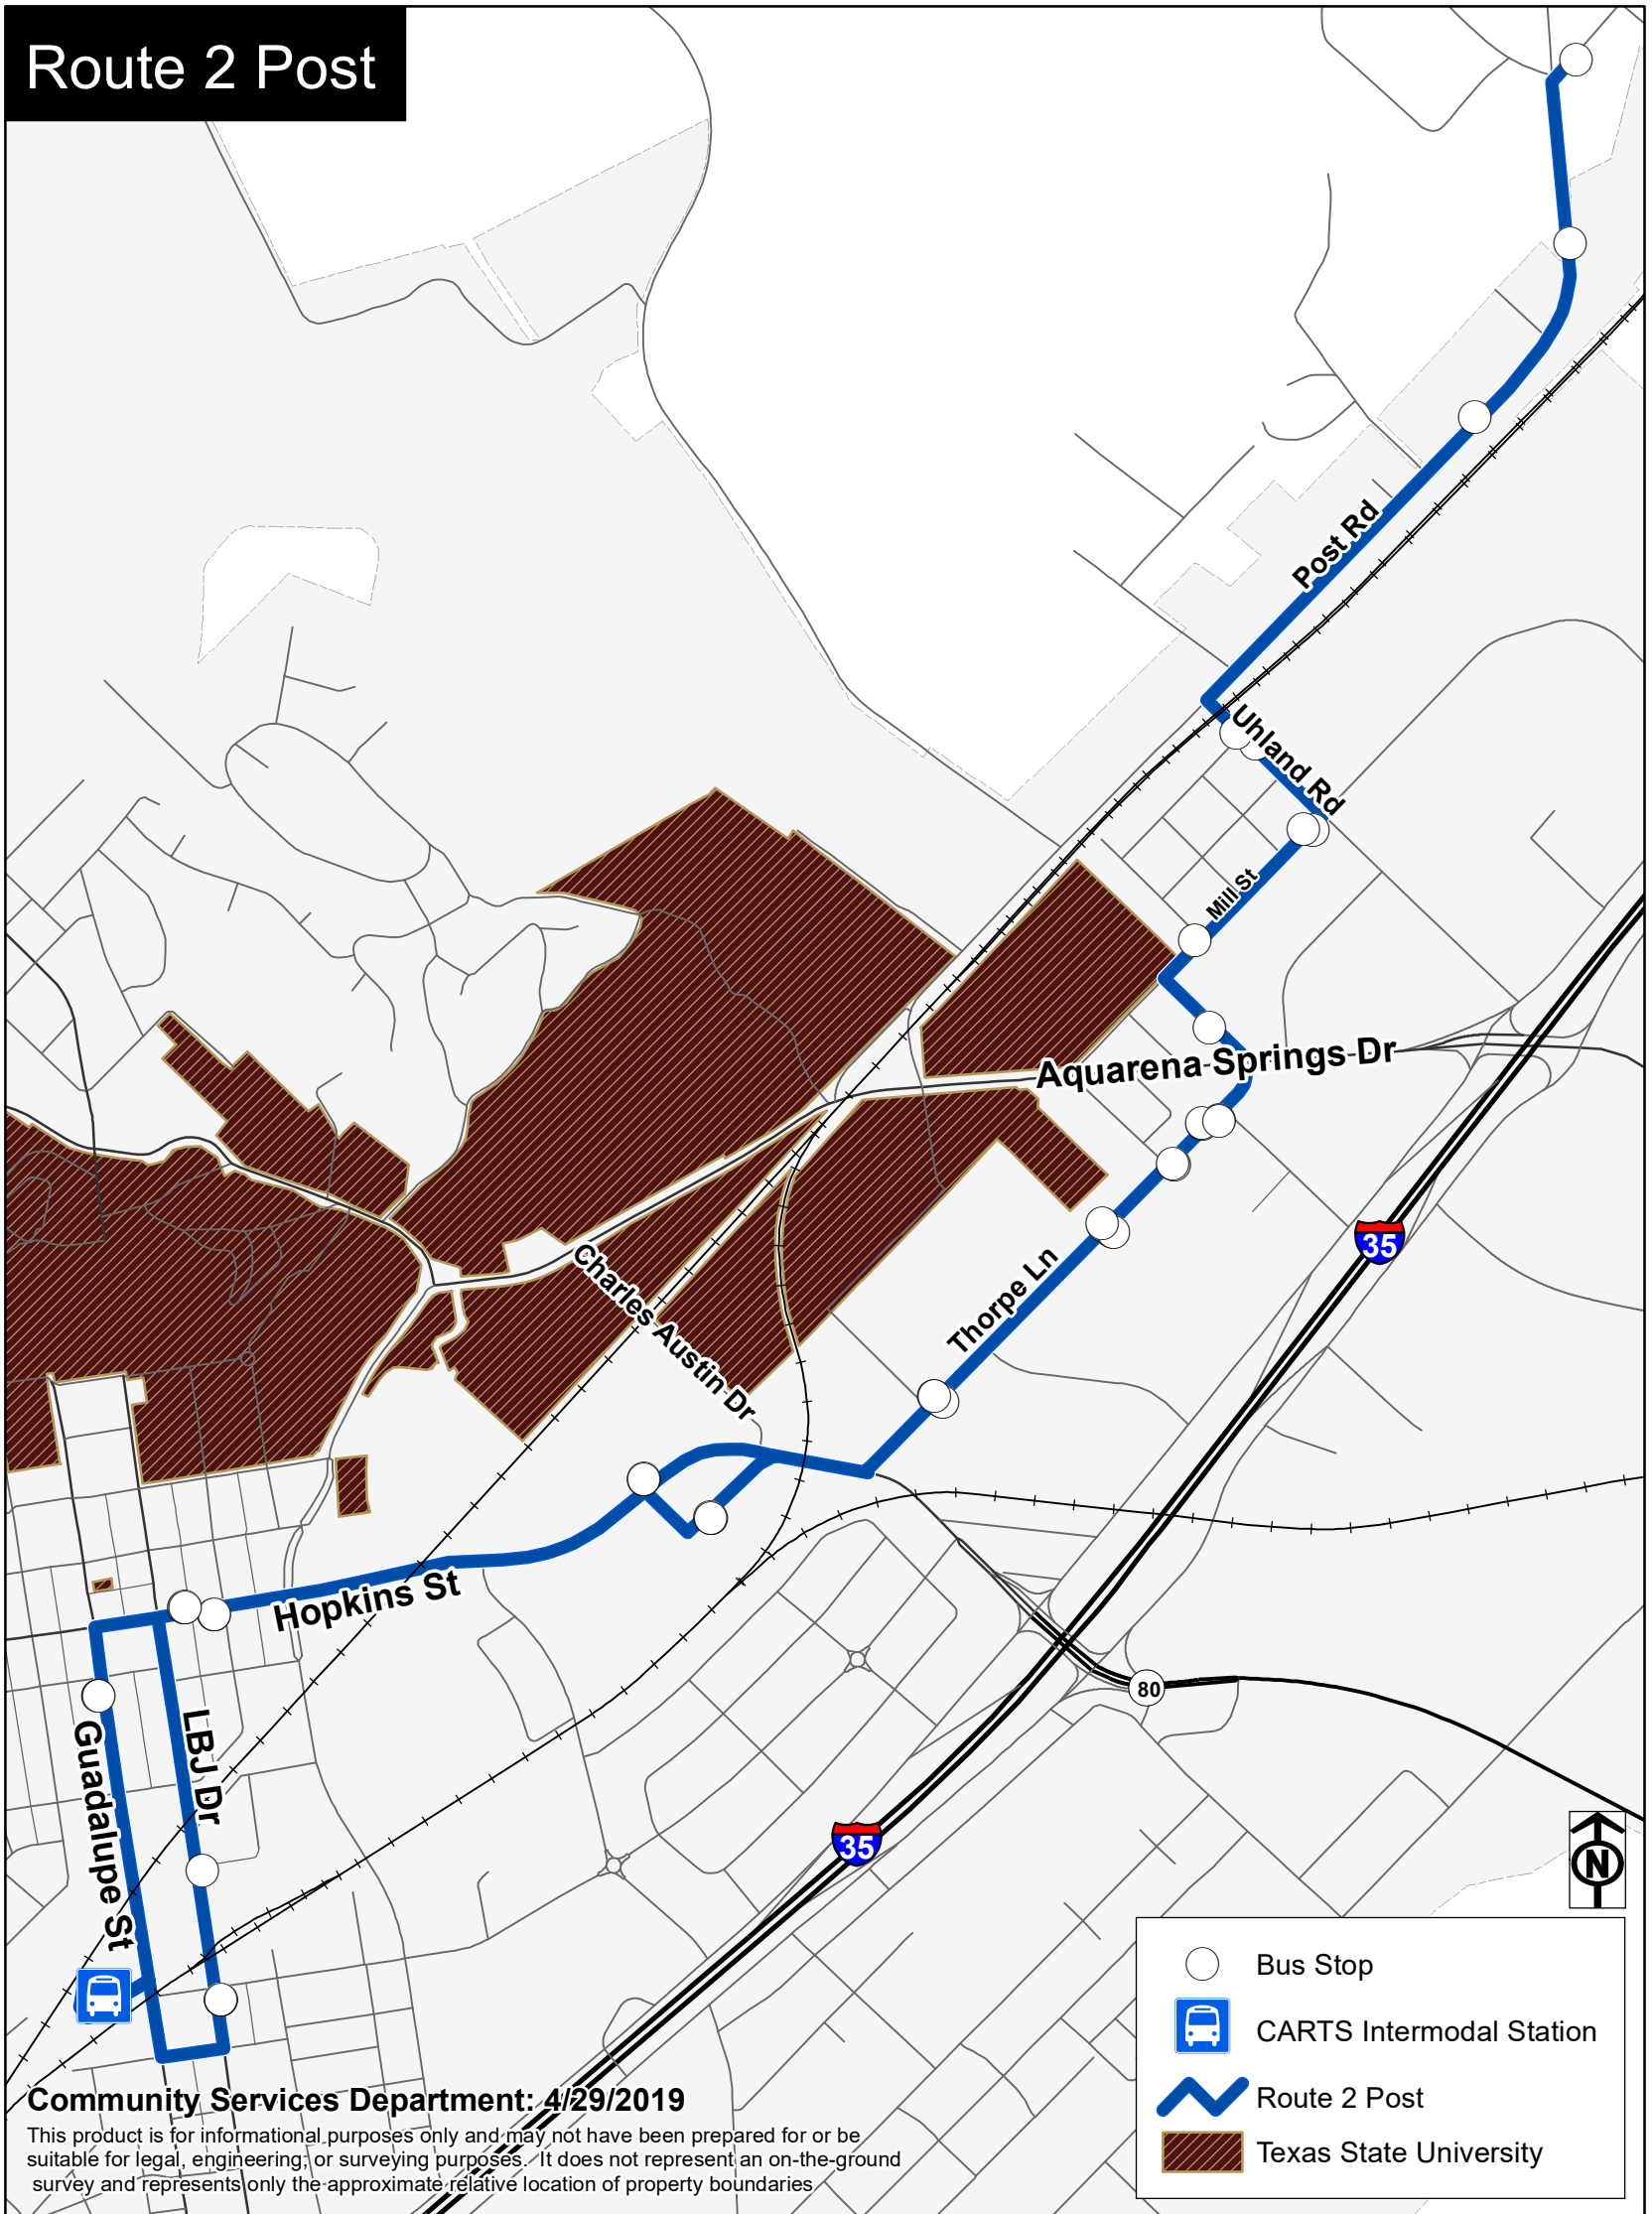 Route 2 Post
Post Rd
Uhland Rd
Mill St
Aquarena Springs Dr
35
Thorpe Ln
Charles Austin Dr
Hopkins St
80
LBJ Dr
Guadalupe St
35
N
Bus Stop
CARTS Intermodal Station
Route 2 Post
Texas State University
Community Services Department: 4/29/2019
This product is for informational purposes only and may not have been prepared for or be
suitable for legal, engineering, or surveying purposes. It does not represent an on-the-ground
survey and represents only the approximate relative location of property boundaries